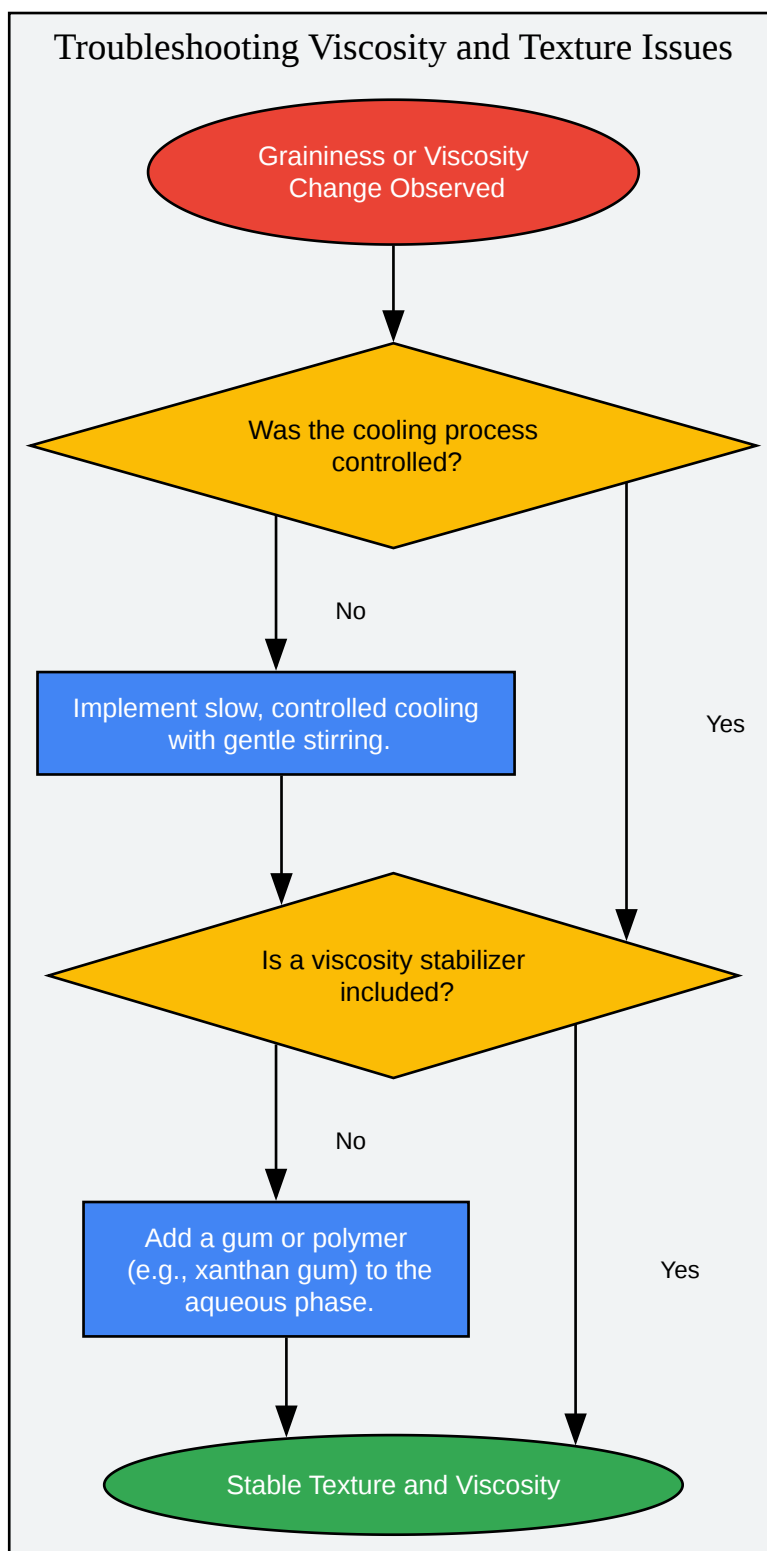 Troubleshooting Viscosity and Texture Issues
Graininess or Viscosity
Change Observed
Was the cooling process
controlled?
No
Implement slow, controlled cooling
with gentle stirring.
Yes
Is a viscosity stabilizer
included?
No
Add a gum or polymer
(e.g., xanthan gum) to the
aqueous phase.
Yes
Stable Texture and Viscosity